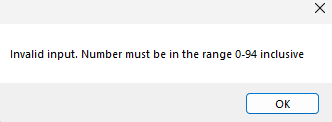 Invalid input. Number must be in the range 0-94 inclusive
OK